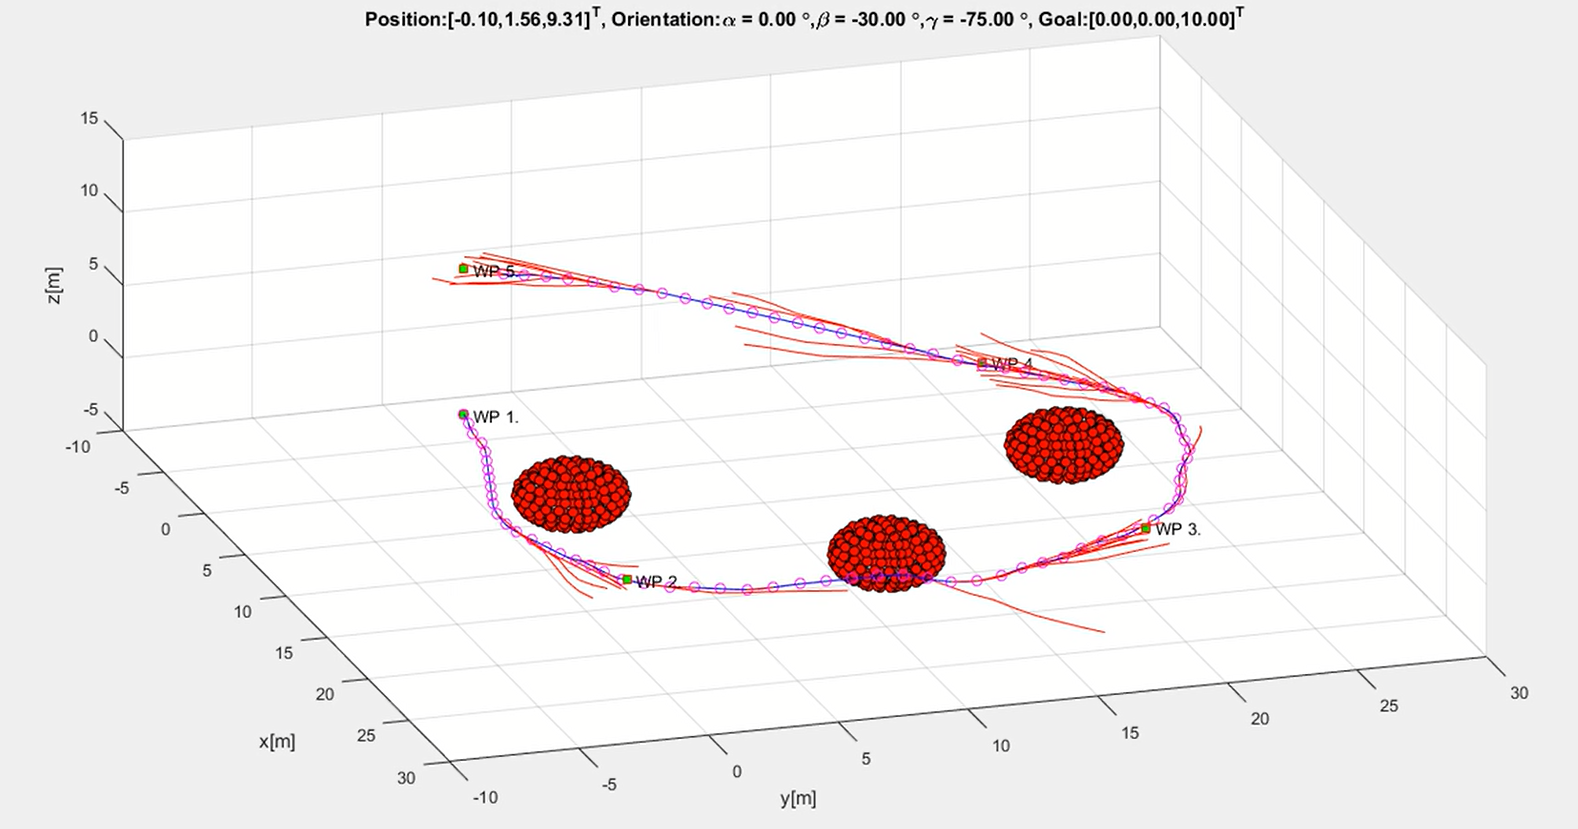 Position:[-0.10,1.56,9.31]T, Orientation: α = 0.00 °,β = -30.00 °,γ = -75.00 °, Goal:[0.00,0.00,10.00]T
15
10
5
0
-5
z[m]
-10
-5
0
5
10
15
20
25
30
x[m]
-10
-5
0
5
10
15
20
25
30
y[m]
WP 5.
WP 4
WP 1.
WP 3.
WP 2